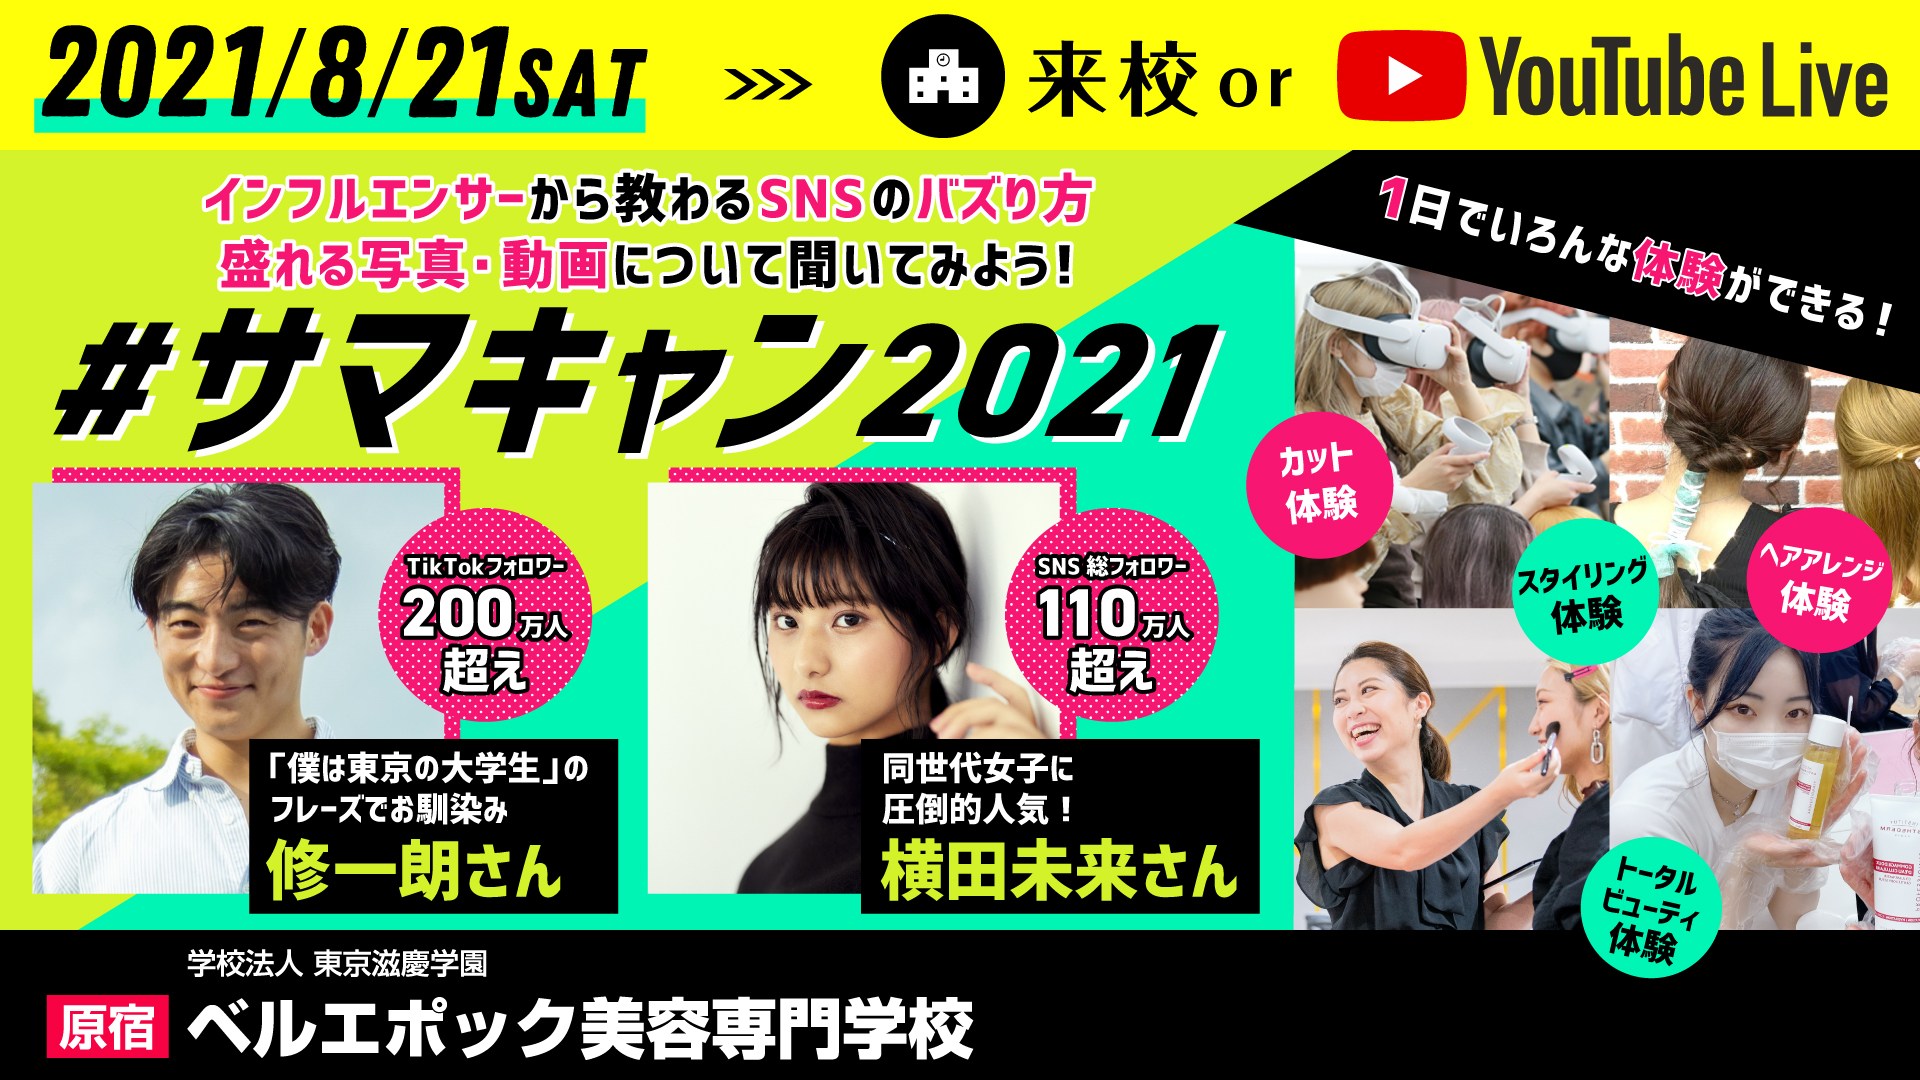 2021/8/21SAT
来校 or
YouTube Live
インフルエンサーから教わるSNSのバズり方
盛れる写真・動画について聞いてみよう!
#サマキャン2021
1日でいろんな体験ができる!
カット
体験
スタイリング
体験
ヘアアレンジ
体験
トータル
ビューティ
体験
TikTokフォロワー
200万人
超え
「僕は東京の大学生」の
フレーズでお馴染み
修一朗さん
SNS 総フォロワー
110万人
超え
同世代女子に
圧倒的人気!
横田未来さん
学校法人 東京滋慶学園
原宿 ベルエポック美容専門学校